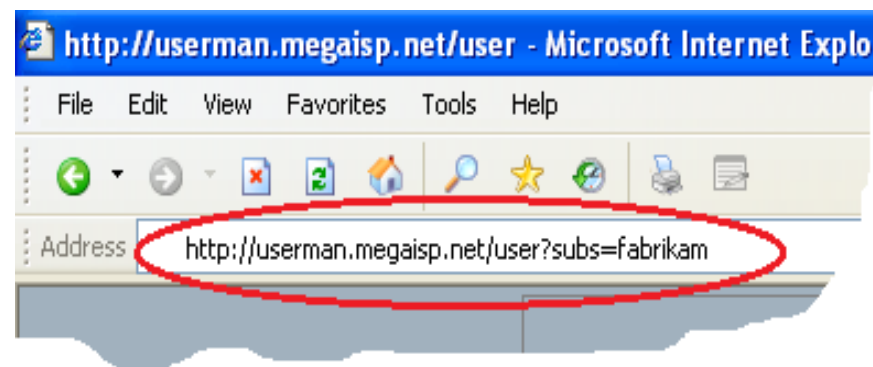 http://userman.megaisp.net/user - Microsoft Internet Explo
File Edit View Favorites Tools Help
Address http://userman.megaisp.net/user?subs=fabrikam